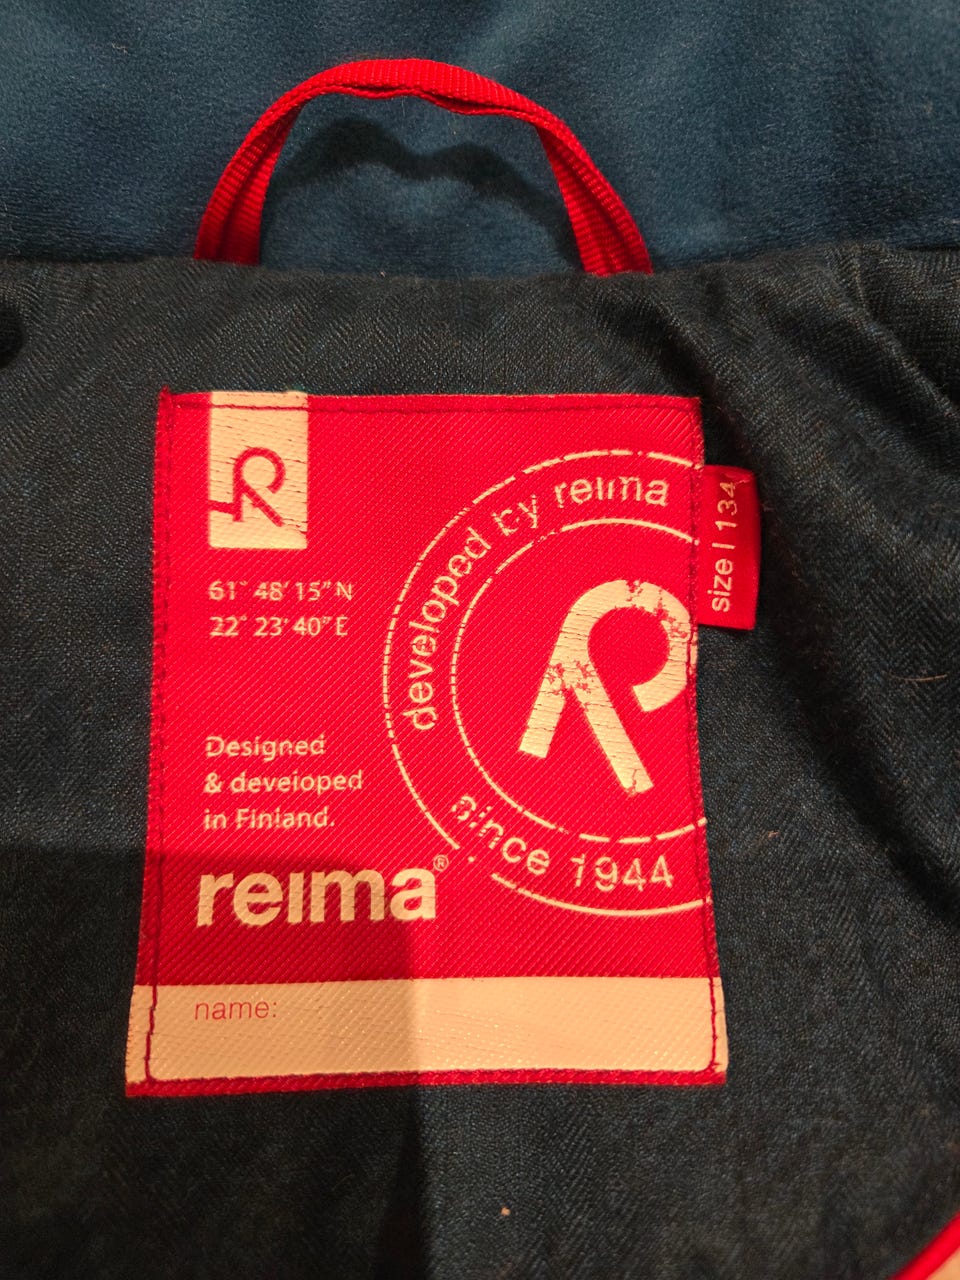 61° 48' 15" N
22° 23' 40" E
developed by reima
since 1944
size | 134
Designed
& developed
in Finland.
reima®
name: